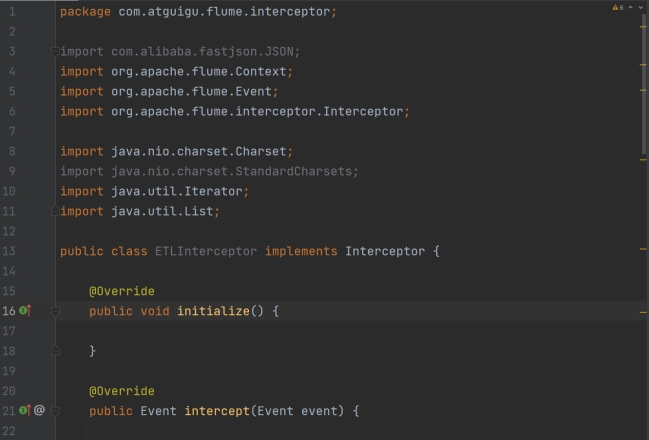 1 package com.atguigu.flume.interceptor;
6
2
3 import com.alibaba.fastjson.JSON;
4 import org.apache.flume.Context;
5 import org.apache.flume.Event;
6 import org.apache.flume.interceptor.Interceptor;
7
8 import java.nio.charset.Charset;
9 import java.nio.charset.StandardCharsets;
10 import java.util.Iterator;
11 import java.util.List;
12
13 public class ETLInterceptor implements Interceptor {
14
15 @Override
16 public void initialize() {
17
18 }
19
20 @Override
21 @ public Event intercept(Event event) {
22